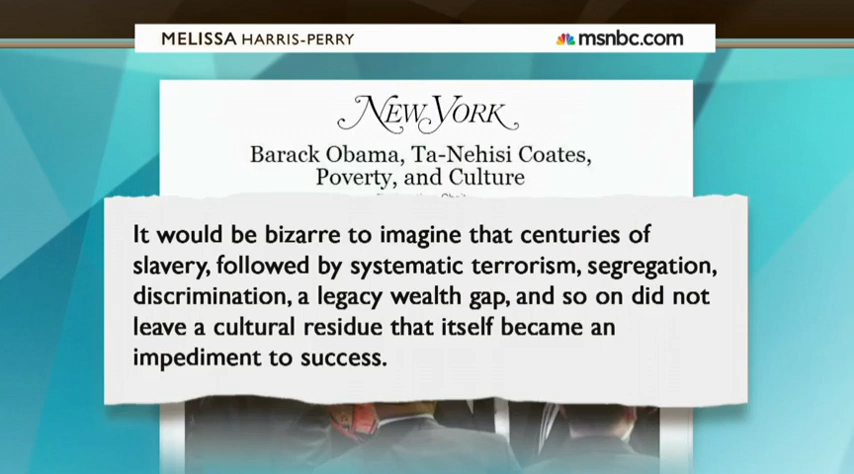 MELISSA HARRIS-PERRY
msnbc.com
NEW YORK
Barack Obama, Ta-Nehisi Coates,
Poverty, and Culture
It would be bizarre to imagine that centuries of
slavery, followed by systematic terrorism, segregation,
discrimination, a legacy wealth gap, and so on did not
leave a cultural residue that itself became an
impediment to success.